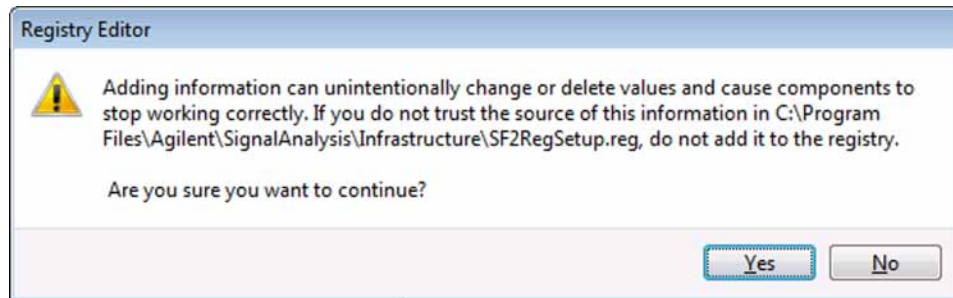 Registry Editor
Adding information can unintentionally change or delete values and cause components to
stop working correctly. If you do not trust the source of this information in C:\Program
Files\Agilent\SignalAnalysis\Infrastructure\SF2RegSetup.reg, do not add it to the registry.
Are you sure you want to continue?
Yes No